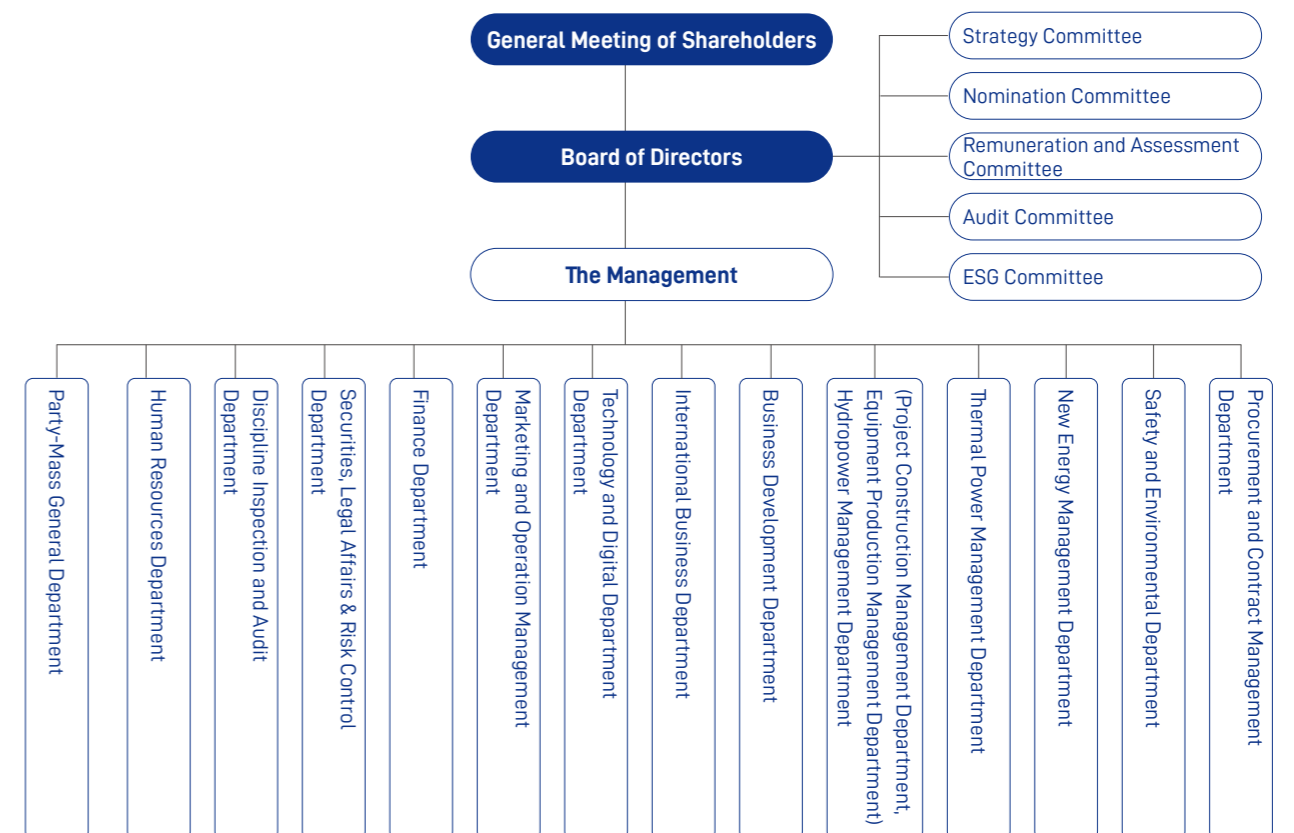 General Meeting of Shareholders
Board of Directors
The Management
Strategy Committee
Nomination Committee
Remuneration and Assessment
Committee
Audit Committee
ESG Committee
Party-Mass General Department
Human Resources Department
Discipline Inspection and Audit
Department
Securities, Legal Affairs & Risk Control
Department
Finance Department
Marketing and Operation Management
Department
Technology and Digital Department
Department
International Business Department
Business Development Department
(Project Construction Management Department,
Equipment Production Management Department)
Hydropower Management Department
Thermal Power Management Department
New Energy Management Department
Safety and Environmental Department
Procurement and Contract Management
Department